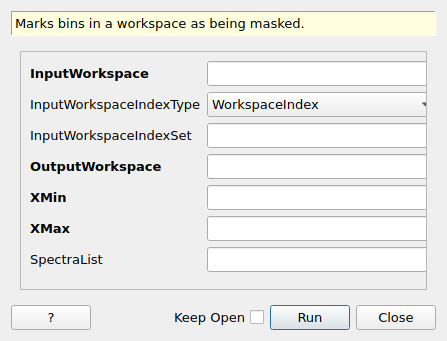 Marks bins in a workspace as being masked.
InputWorkspace
InputWorkspaceIndexType WorkspaceIndex
InputWorkspaceIndexSet
OutputWorkspace
XMin
XMax
SpectraList
? Keep Open Run Close